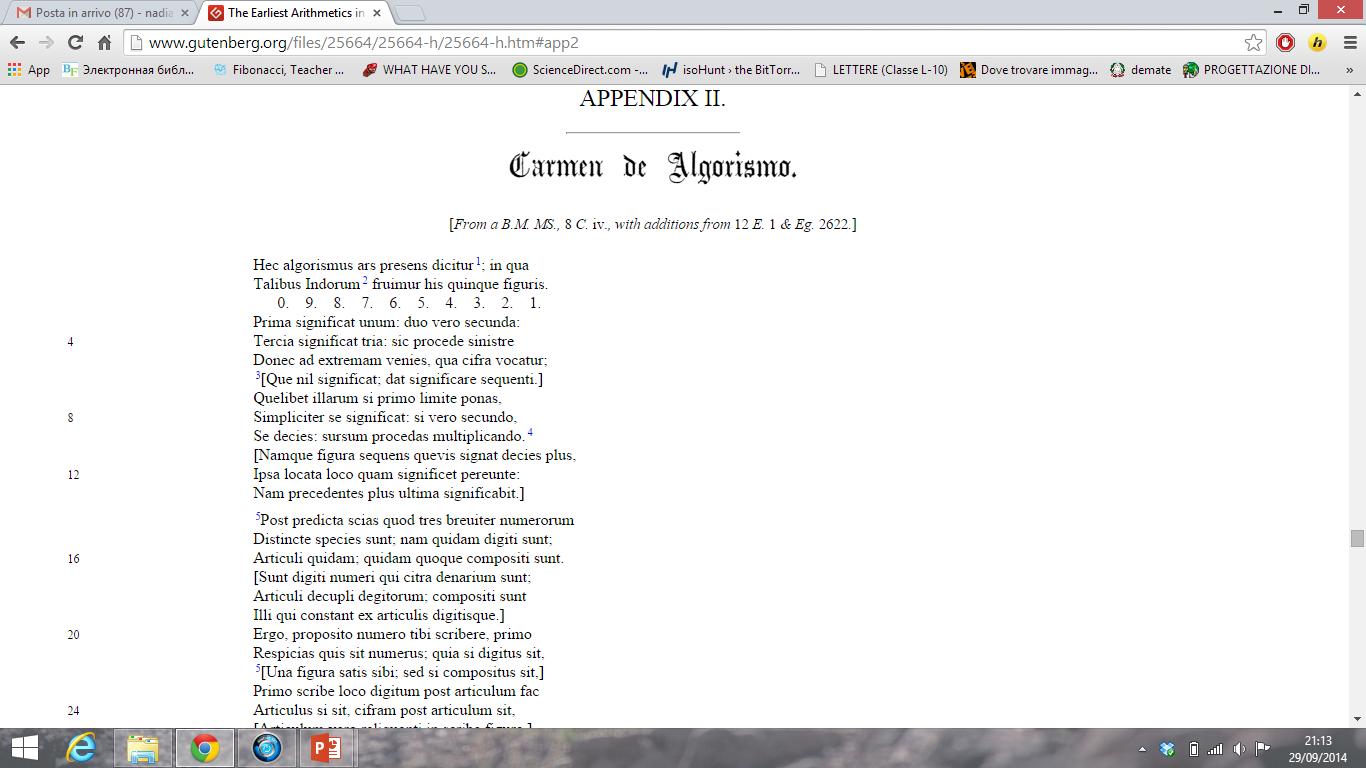 Posta in arrivo (87) - nadia
The Earliest Arithmetics in
www.gutenberg.org/files/25664/25664-h/25664-h.htm#app2
App Электронная библ... Fibonacci, Teacher ... WHAT HAVE YOU S... ScienceDirect.com -... isoHunt › the BitTorr... LETTERE (Classe L-10) Dove trovare immag... demate PROGETTAZIONE DI... »
APPENDIX II.
Carmen de Algorismo.
[From a B.M. MS., 8 C. iv., with additions from 12 E. 1 & Eg. 2622.]
Hec algorismus ars presens dicitur 1; in qua
Talibus Indorum 2 fruimur his quinque figuris.
0. 9. 8. 7. 6. 5. 4. 3. 2. 1.
Prima significat unum: duo vero secunda:
4 Tercia significat tria: sic procede sinistre
Donec ad extremam venies, qua cifra vocatur;
3[Que nil significat; dat significare sequenti.]
Quelibet illarum si primo limite ponas,
8 Simpliciter se significat: si vero secundo,
Se decies: sursum procedas multiplicando. 4
[Namque figura sequens quevis signat decies plus,
12 Ipsa locata loco quam significet pereunte:
Nam precedentes plus ultima significabit.]
5Post predicta scias quod tres breuiter numerorum
Distincte species sunt; nam quidam digiti sunt;
16 Articuli quidam; quidam quoque compositi sunt.
[Sunt digiti numeri qui citra denarium sunt;
Articuli decupli degitorum; compositi sunt
Illi qui constant ex articulis digitisque.]
20 Ergo, proposito numero tibi scribere, primo
Respicias quis sit numerus; quia si digitus sit,
5[Una figura satis sibi; sed si compositus sit,]
Primo scribe loco digitum post articulum fac
24 Articulus si sit, cifram post articulum sit,
[Articulum vero reliquenti in scribe figure.]
21:13
29/09/2014